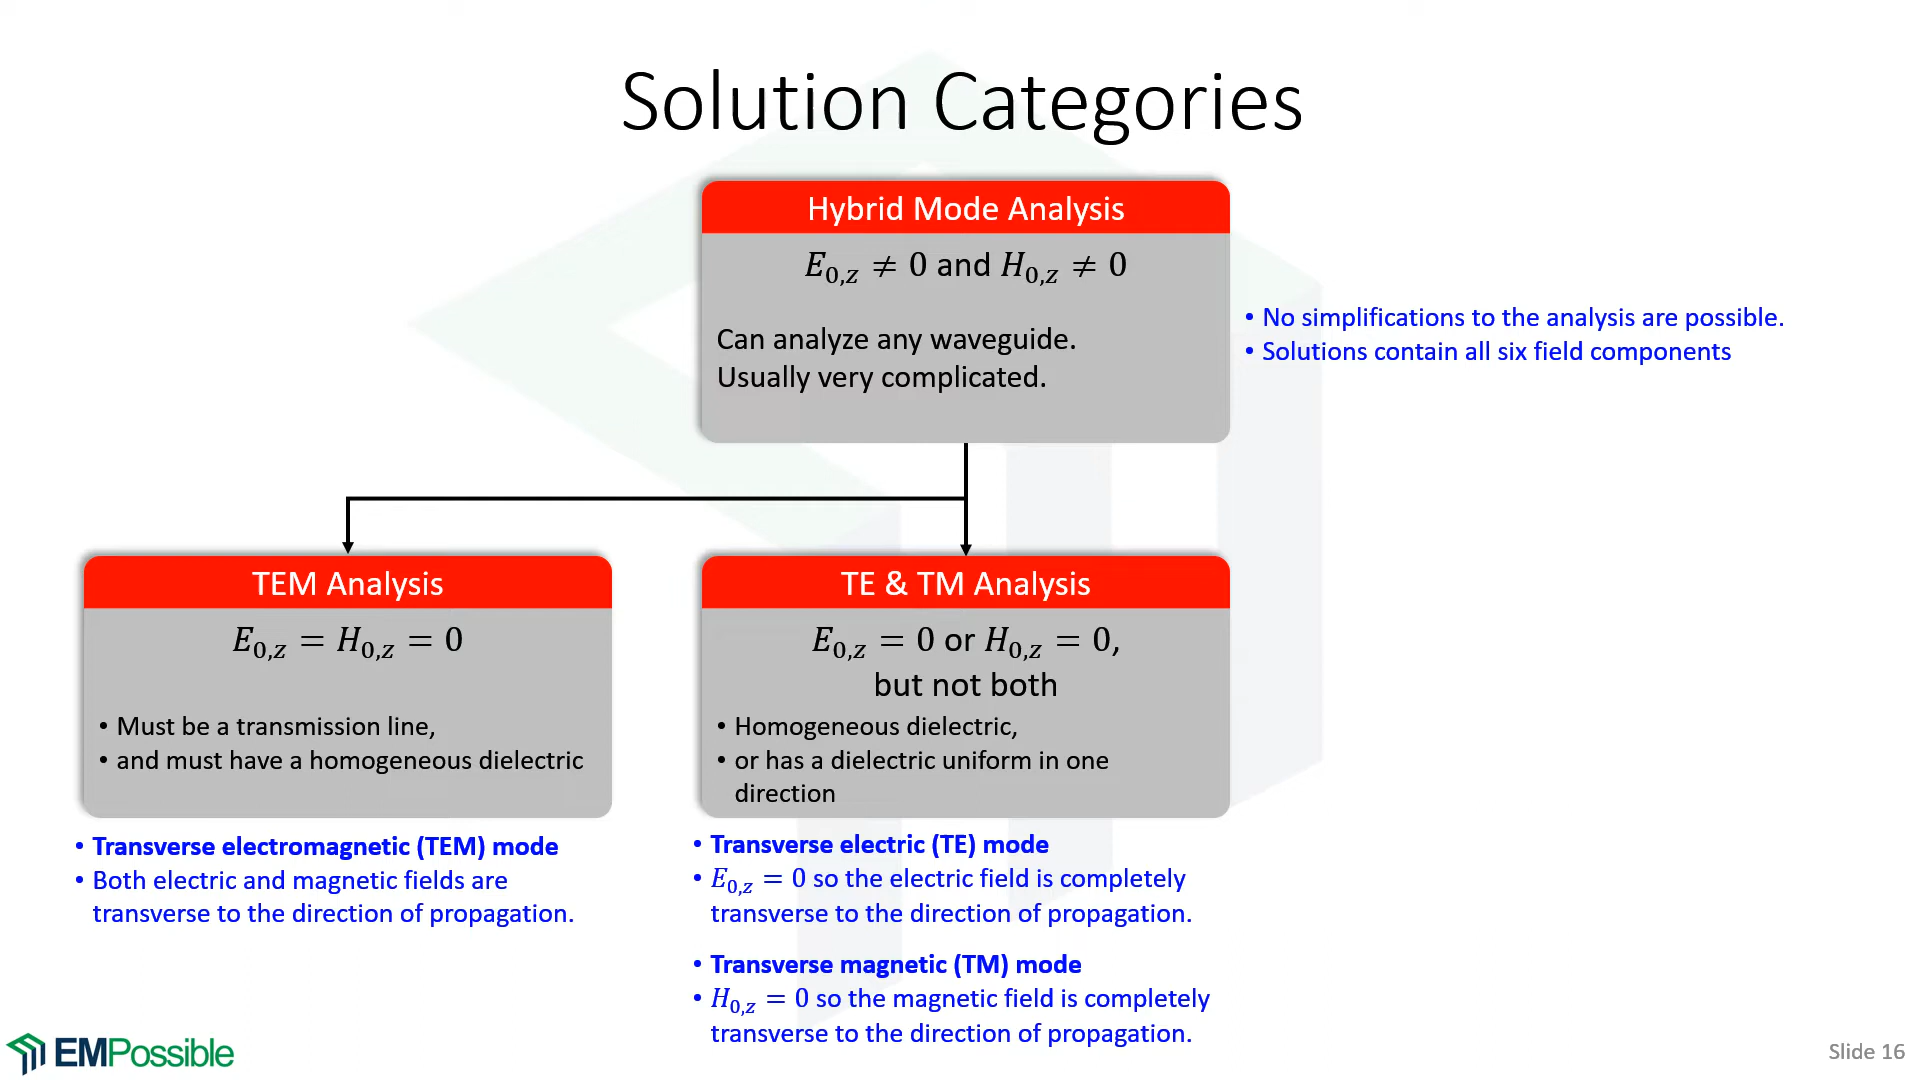 Solution Categories
Hybrid Mode Analysis
E₀,z ≠ 0 and H₀,z ≠ 0
Can analyze any waveguide.
Usually very complicated.
• No simplifications to the analysis are possible.
• Solutions contain all six field components
TEM Analysis
E₀,z = H₀,z = 0
• Must be a transmission line,
• and must have a homogeneous dielectric
• Transverse electromagnetic (TEM) mode
• Both electric and magnetic fields are
transverse to the direction of propagation.
TE & TM Analysis
E₀,z = 0 or H₀,z = 0,
but not both
• Homogeneous dielectric,
• or has a dielectric uniform in one
direction
• Transverse electric (TE) mode
• E₀,z = 0 so the electric field is completely
transverse to the direction of propagation.
• Transverse magnetic (TM) mode
• H₀,z = 0 so the magnetic field is completely
transverse to the direction of propagation.
EMPossible
Slide 16